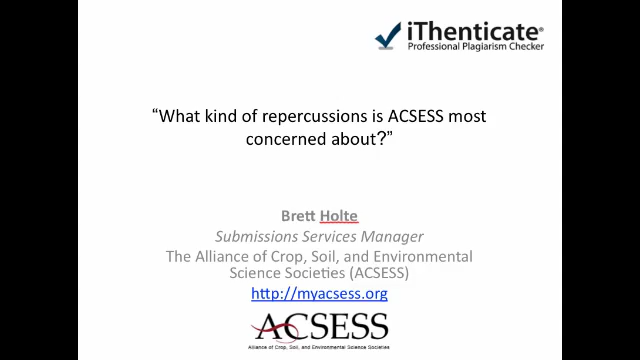 iThenticate®
Professional Plagiarism Checker
“What kind of repercussions is ACSESS most
concerned about?”
Brett Holte
Submissions Services Manager
The Alliance of Crop, Soil, and Environmental
Science Societies (ACSESS)
http://myacsess.org
ACSESS
Alliance of Crop, Soil, and Environmental Science Societies